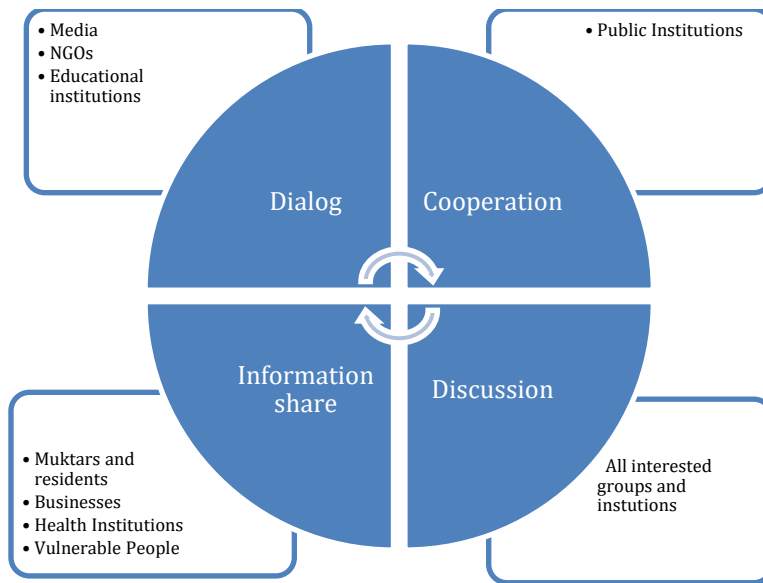 • Media
• NGOs
• Educational
institutions
• Public Institutions
Dialog
Cooperation
Information
share
Discussion
• Muktars and
residents
• Businesses
• Health Institutions
• Vulnerable People
All interested
groups and
instutions